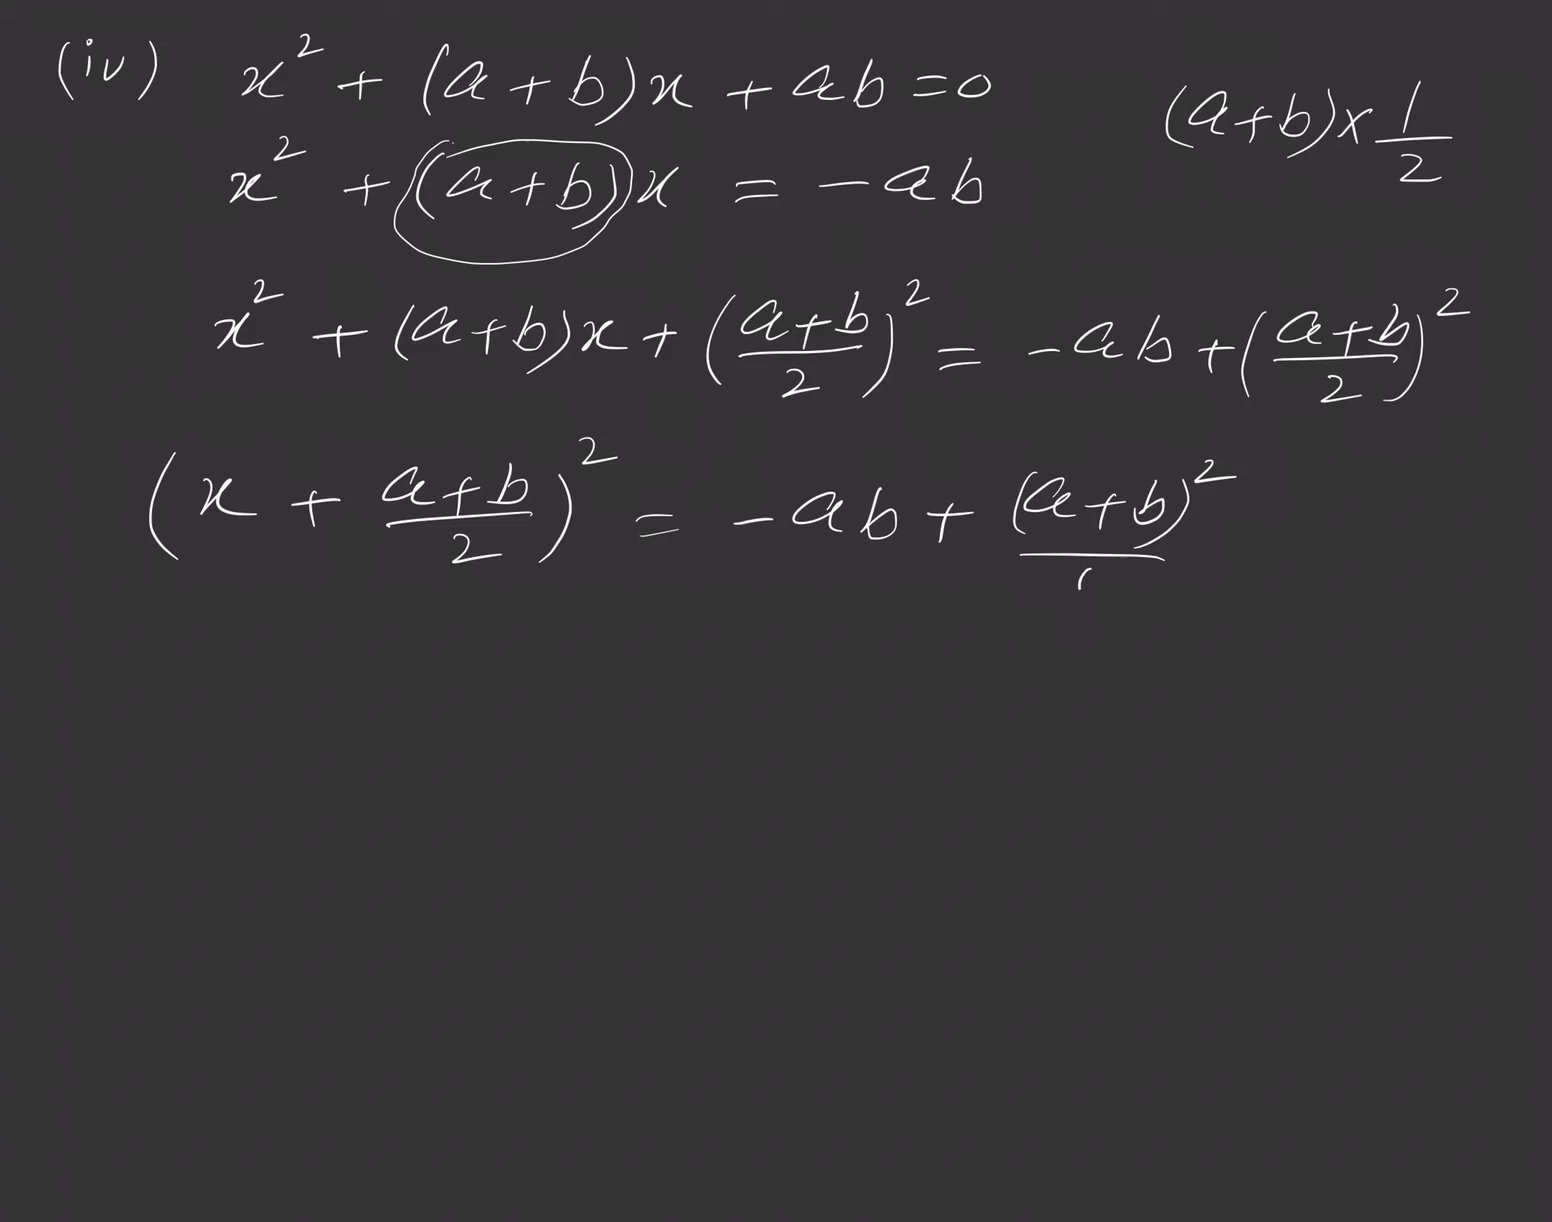 (iv) x² + (a+b)x + ab = 0
(a+b)× 1/2
x² + (a+b)x = -ab
x² + (a+b)x + ((a+b)/2)² = -ab + ((a+b)/2)²
(x + (a+b)/2)² = -ab + (a+b)²/